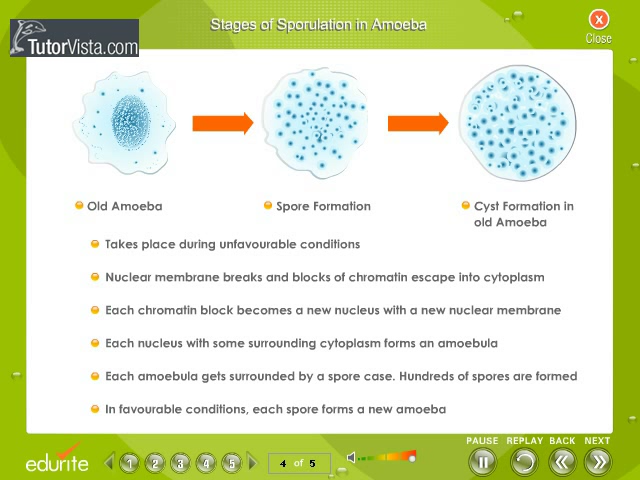 Stages of Sporulation in Amoeba
X
Close
TutorVista.com
Old Amoeba
Spore Formation
Cyst Formation in
old Amoeba
Takes place during unfavourable conditions
Nuclear membrane breaks and blocks of chromatin escape into cytoplasm
Each chromatin block becomes a new nucleus with a new nuclear membrane
Each nucleus with some surrounding cytoplasm forms an amoebula
Each amoebula gets surrounded by a spore case. Hundreds of spores are formed
In favourable conditions, each spore forms a new amoeba
PAUSE REPLAY BACK NEXT
edurite 1 2 3 4 5 4 of 5